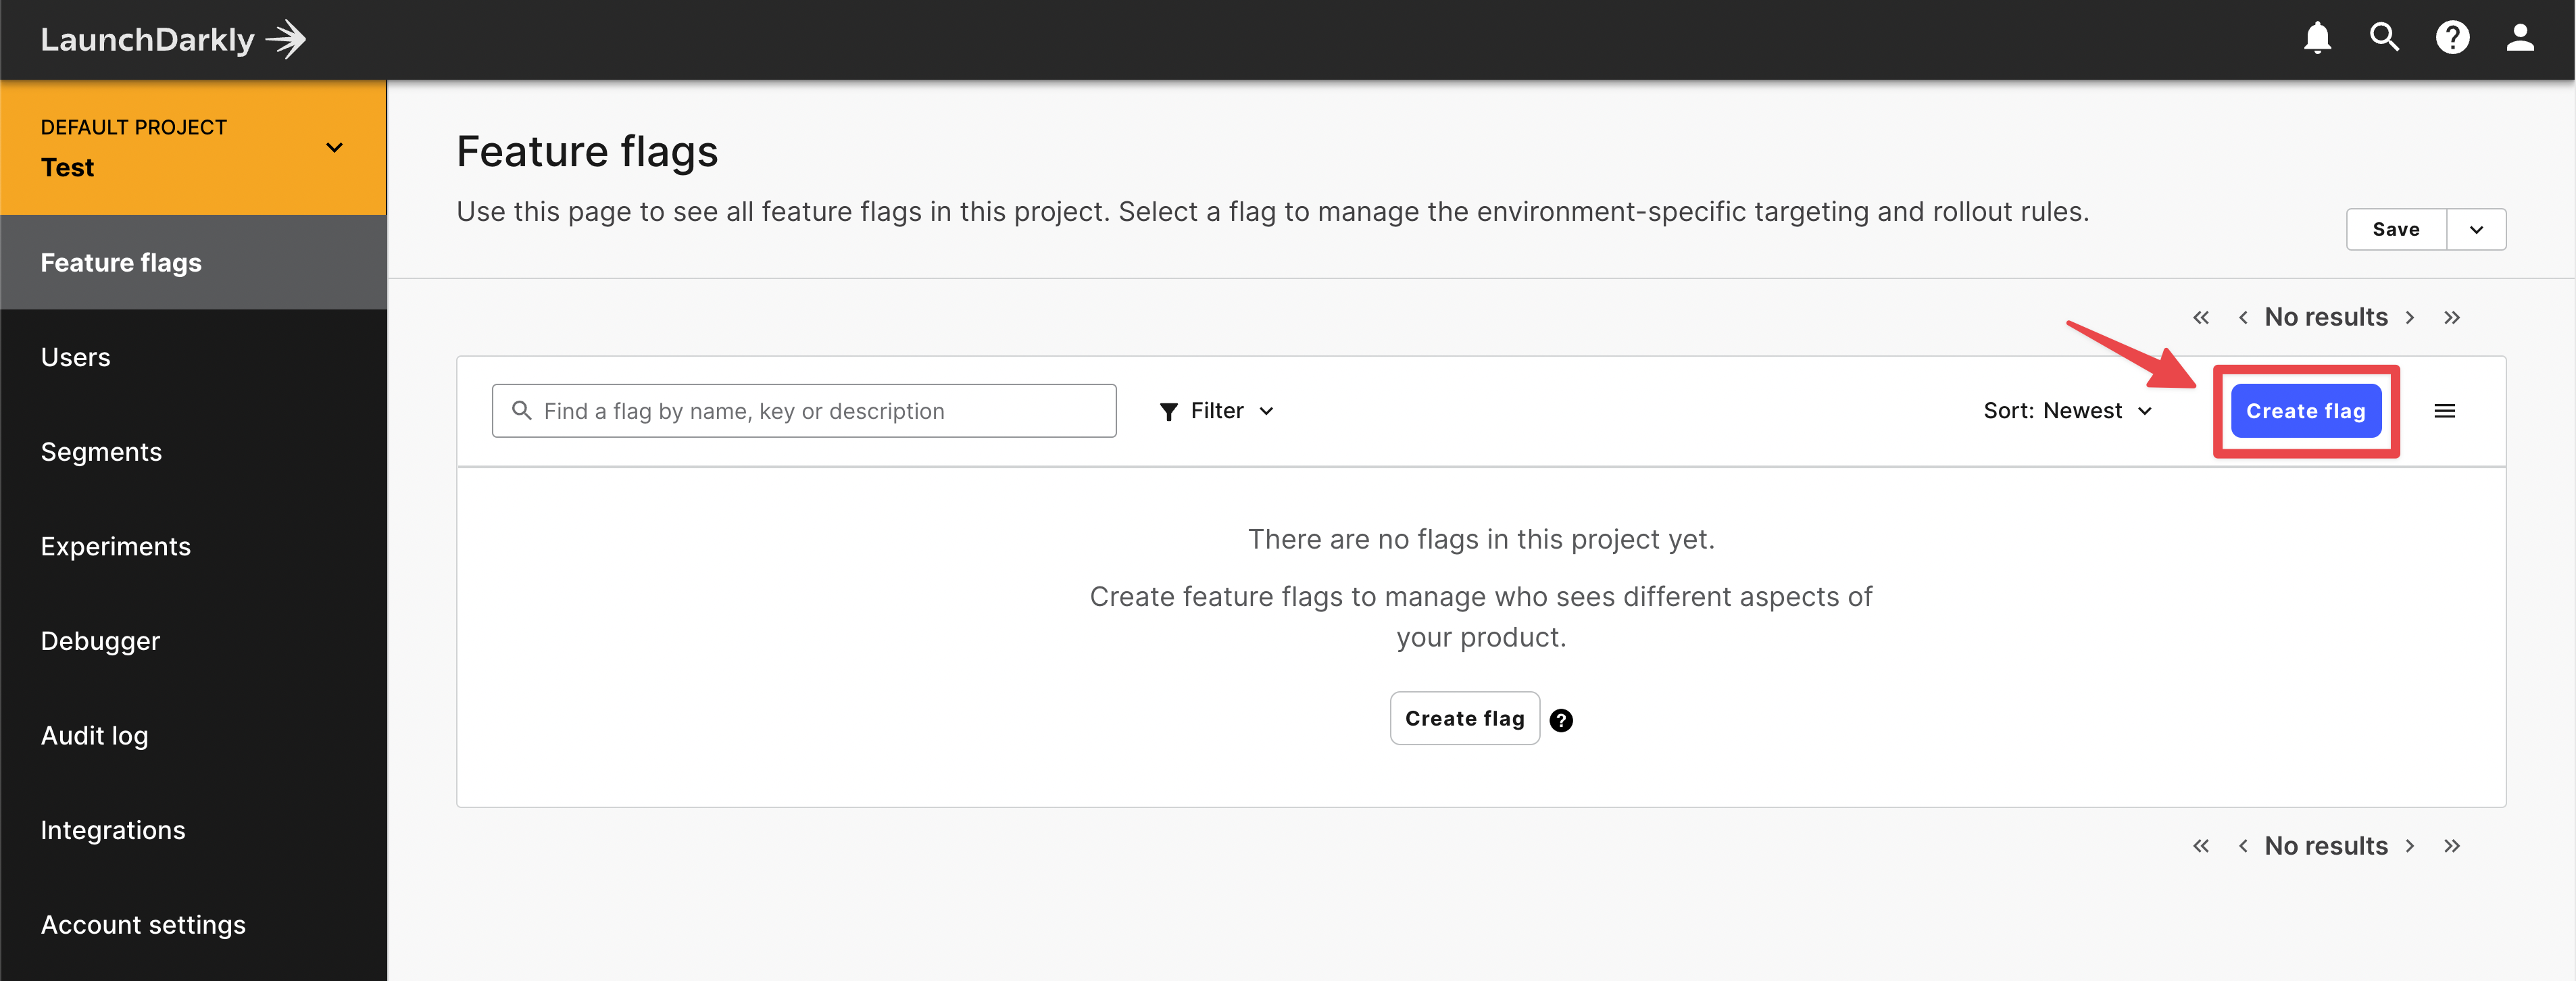 LaunchDarkly
DEFAULT PROJECT
Test
Feature flags
Users
Segments
Experiments
Debugger
Audit log
Integrations
Account settings
Feature flags
Use this page to see all feature flags in this project. Select a flag to manage the environment-specific targeting and rollout rules.
Save
No results
Find a flag by name, key or description
Filter
Sort: Newest
Create flag
There are no flags in this project yet.
Create feature flags to manage who sees different aspects of
your product.
Create flag
No results